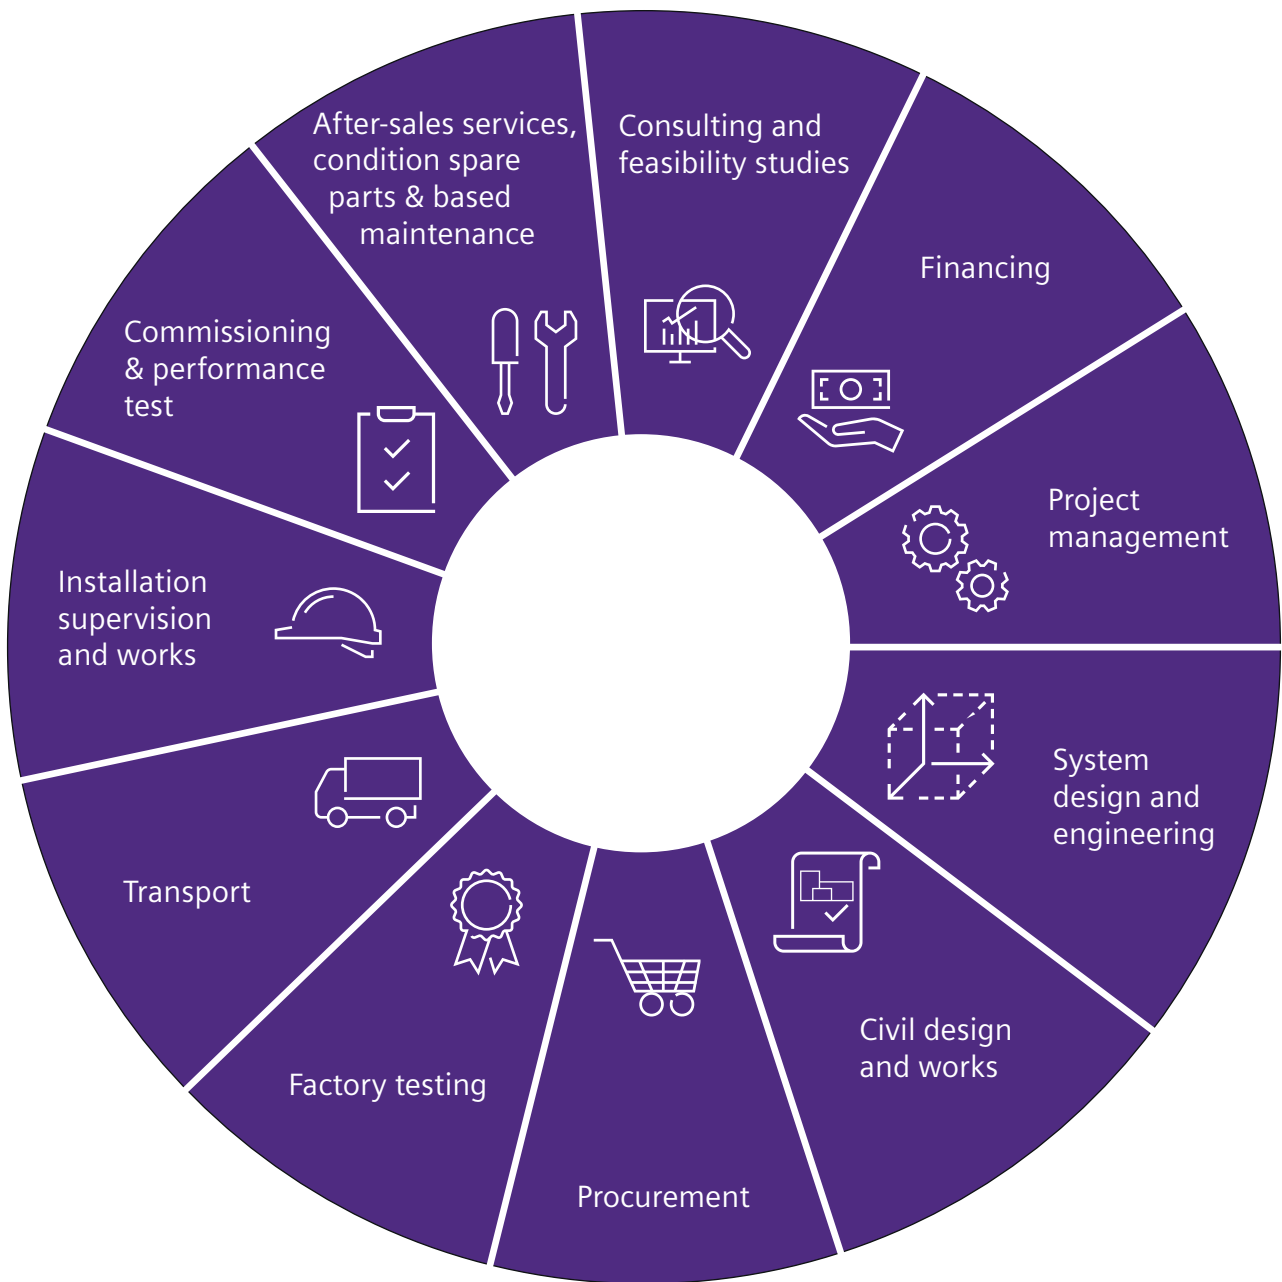 After-sales services,
condition spare
parts & based
maintenance
Consulting and
feasibility studies
Financing
Project
management
System
design and
engineering
Civil design
and works
Procurement
Factory testing
Transport
Installation
supervision
and works
Commissioning
& performance
test